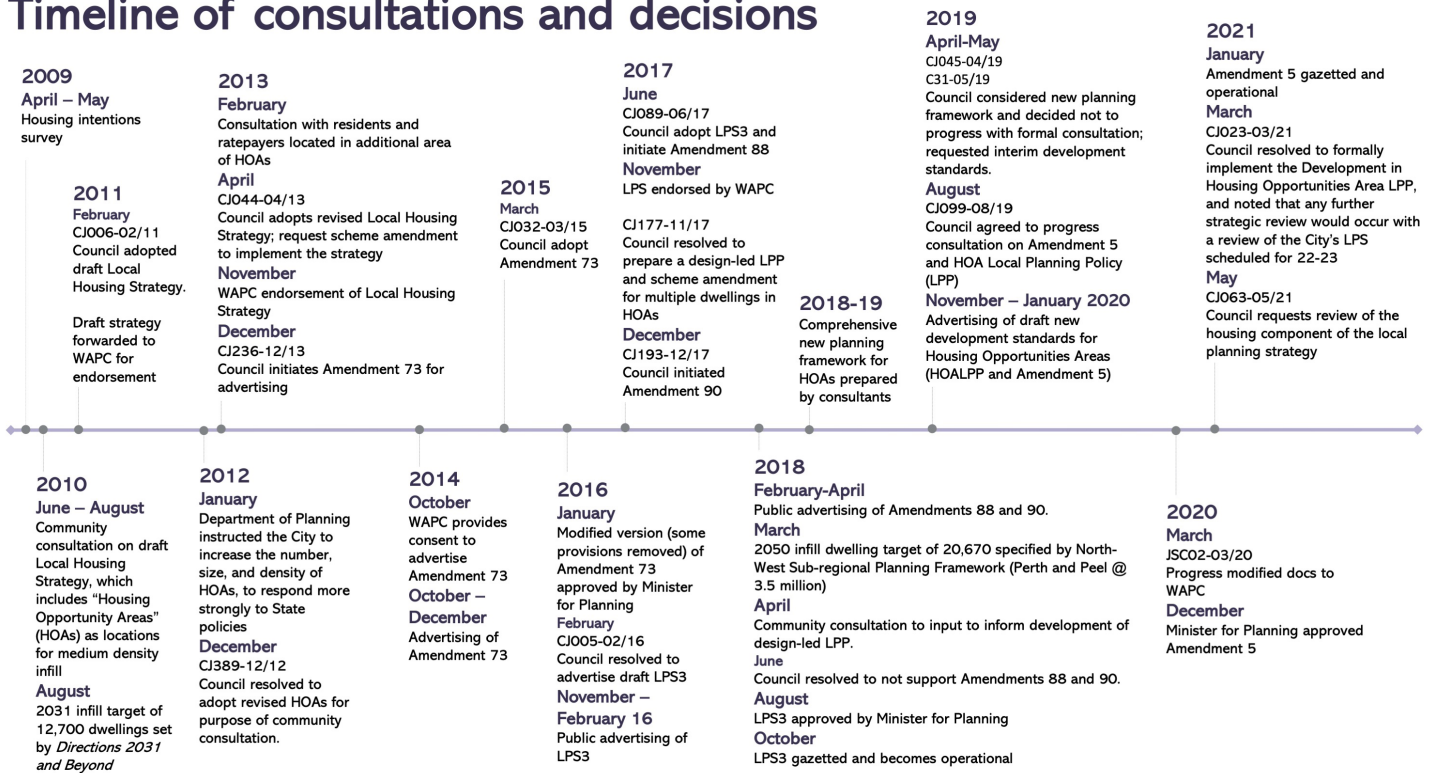 Timeline of consultations and decisions
2009
April – May
Housing intentions
survey
2010
June – August
Community
consultation on draft
Local Housing
Strategy, which
includes “Housing
Opportunity Areas”
(HOAs) as locations
for medium density
infill
August
2031 infill target of
12,700 dwellings set
by Directions 2031
and Beyond
2011
February
CJ006-02/11
Council adopted
draft Local
Housing Strategy.
Draft strategy
forwarded to
WAPC for
endorsement
2012
January
Department of Planning
instructed the City to
increase the number,
size, and density of
HOAs, to respond more
strongly to State
policies
December
CJ389-12/12
Council resolved to
adopt revised HOAs for
purpose of community
consultation.
2013
February
Consultation with residents and
ratepayers located in additional area
of HOAs
April
CJ044-04/13
Council adopts revised Local Housing
Strategy; request scheme amendment
to implement the strategy
November
WAPC endorsement of Local Housing
Strategy
December
CJ236-12/13
Council initiates Amendment 73 for
advertising
2014
October
WAPC provides
consent to
advertise
Amendment 73
October –
December
Advertising of
Amendment 73
2015
March
CJ032-03/15
Council adopt
Amendment 73
2016
January
Modified version (some
provisions removed) of
Amendment 73
approved by Minister
for Planning
February
CJ005-02/16
Council resolved to
advertise draft LPS3
November –
February 16
Public advertising of
LPS3
2017
June
CJ089-06/17
Council adopt LPS3 and
initiate Amendment 88
November
LPS endorsed by WAPC
CJ177-11/17
Council resolved to
prepare a design-led LPP
and scheme amendment
for multiple dwellings in
HOAs
December
CJ193-12/17
Council initiated
Amendment 90
2018
February-April
Public advertising of Amendments 88 and 90.
March
2050 infill dwelling target of 20,670 specified by North-
West Sub-regional Planning Framework (Perth and Peel @
3.5 million)
April
Community consultation to input to inform development of
design-led LPP.
June
Council resolved to not support Amendments 88 and 90.
August
LPS3 approved by Minister for Planning
October
LPS3 gazetted and becomes operational
2018-19
Comprehensive
new planning
framework for
HOAs prepared
by consultants
2019
April-May
CJ045-04/19
C31-05/19
Council considered new planning
framework and decided not to
progress with formal consultation;
requested interim development
standards.
August
CJ099-08/19
Council agreed to progress
consultation on Amendment 5
and HOA Local Planning Policy
(LPP)
November – January 2020
Advertising of draft new
development standards for
Housing Opportunities Areas
(HOALPP and Amendment 5)
2020
March
JSC02-03/20
Progress modified docs to
WAPC
December
Minister for Planning approved
Amendment 5
2021
January
Amendment 5 gazetted and
operational
March
CJ023-03/21
Council resolved to formally
implement the Development in
Housing Opportunities Area LPP,
and noted that any further
strategic review would occur with
a review of the City’s LPS
scheduled for 22-23
May
CJ063-05/21
Council requests review of the
housing component of the local
planning strategy